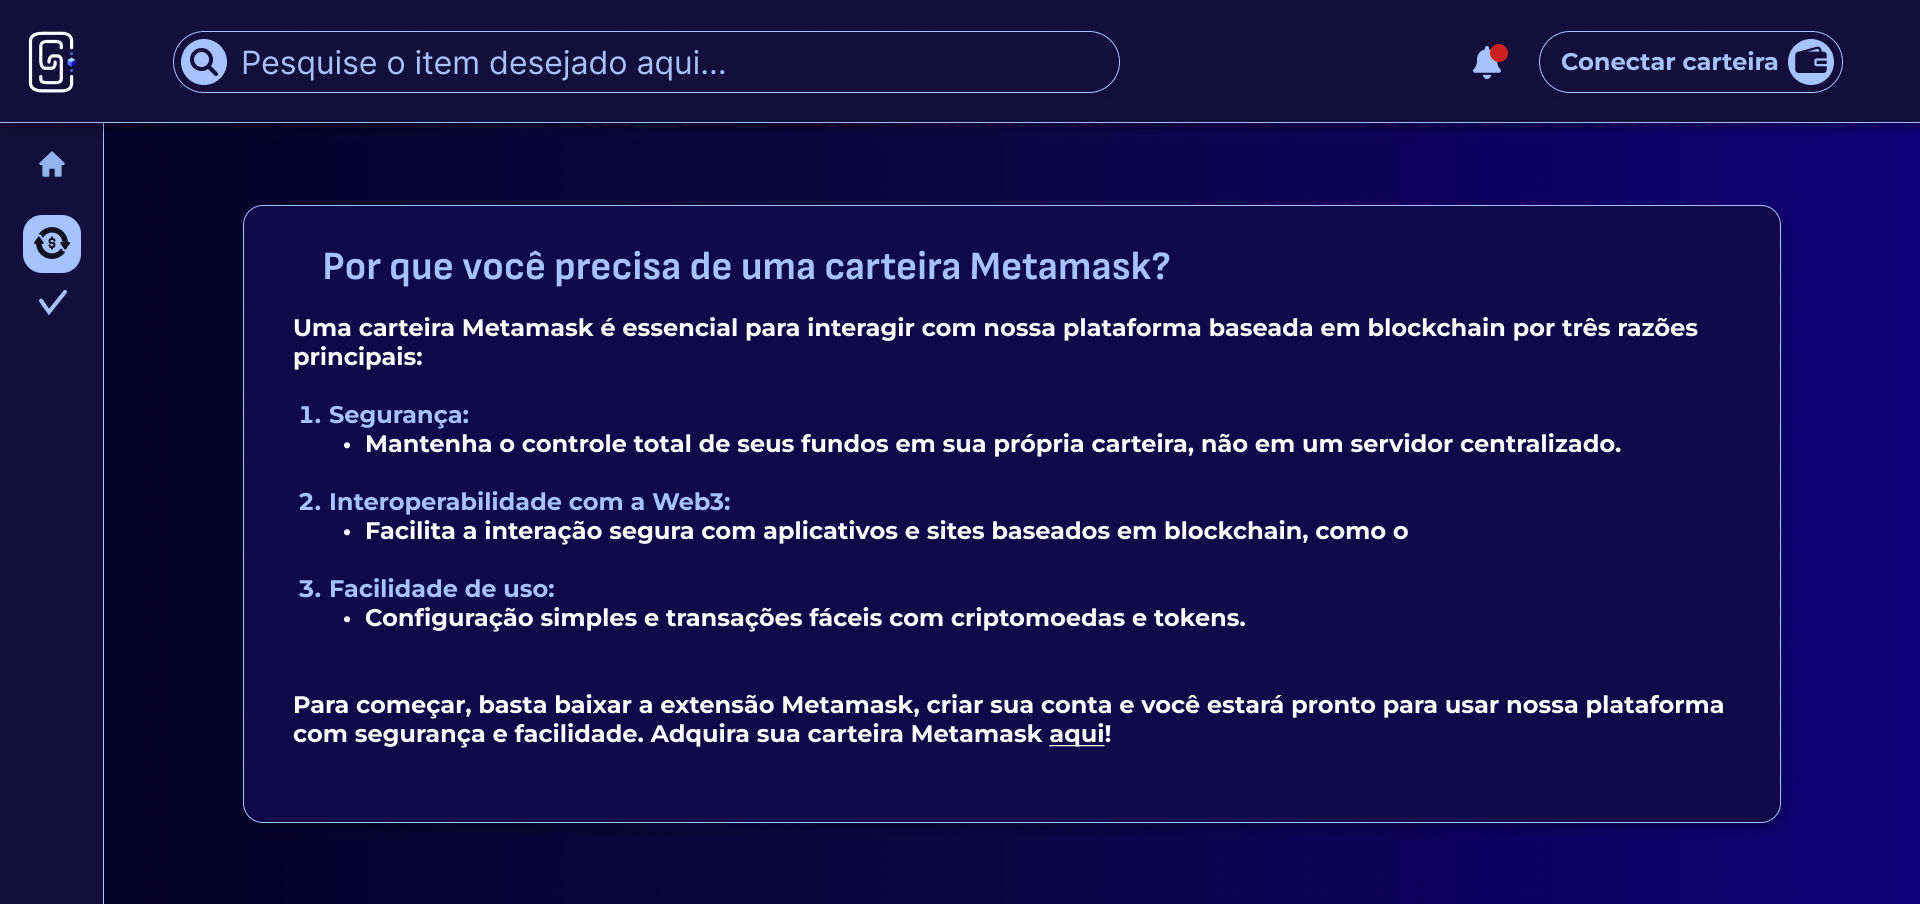 Pesquise o item desejado aqui...
Conectar carteira
$
Por que você precisa de uma carteira Metamask?
Uma carteira Metamask é essencial para interagir com nossa plataforma baseada em blockchain por três razões
principais:
1. Segurança:
• Mantenha o controle total de seus fundos em sua própria carteira, não em um servidor centralizado.
2. Interoperabilidade com a Web3:
• Facilita a interação segura com aplicativos e sites baseados em blockchain, como o
3. Facilidade de uso:
• Configuração simples e transações fáceis com criptomoedas e tokens.
Para começar, basta baixar a extensão Metamask, criar sua conta e você estará pronto para usar nossa plataforma
com segurança e facilidade. Adquira sua carteira Metamask aqui!